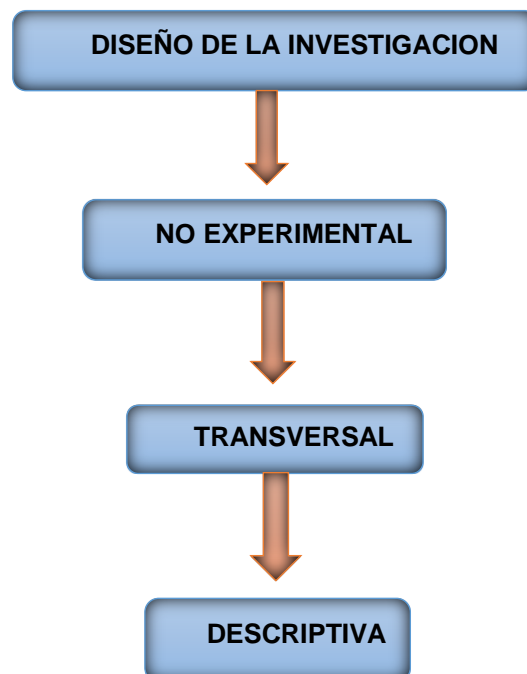 DISEÑO DE LA INVESTIGACION
NO EXPERIMENTAL
TRANSVERSAL
DESCRIPTIVA